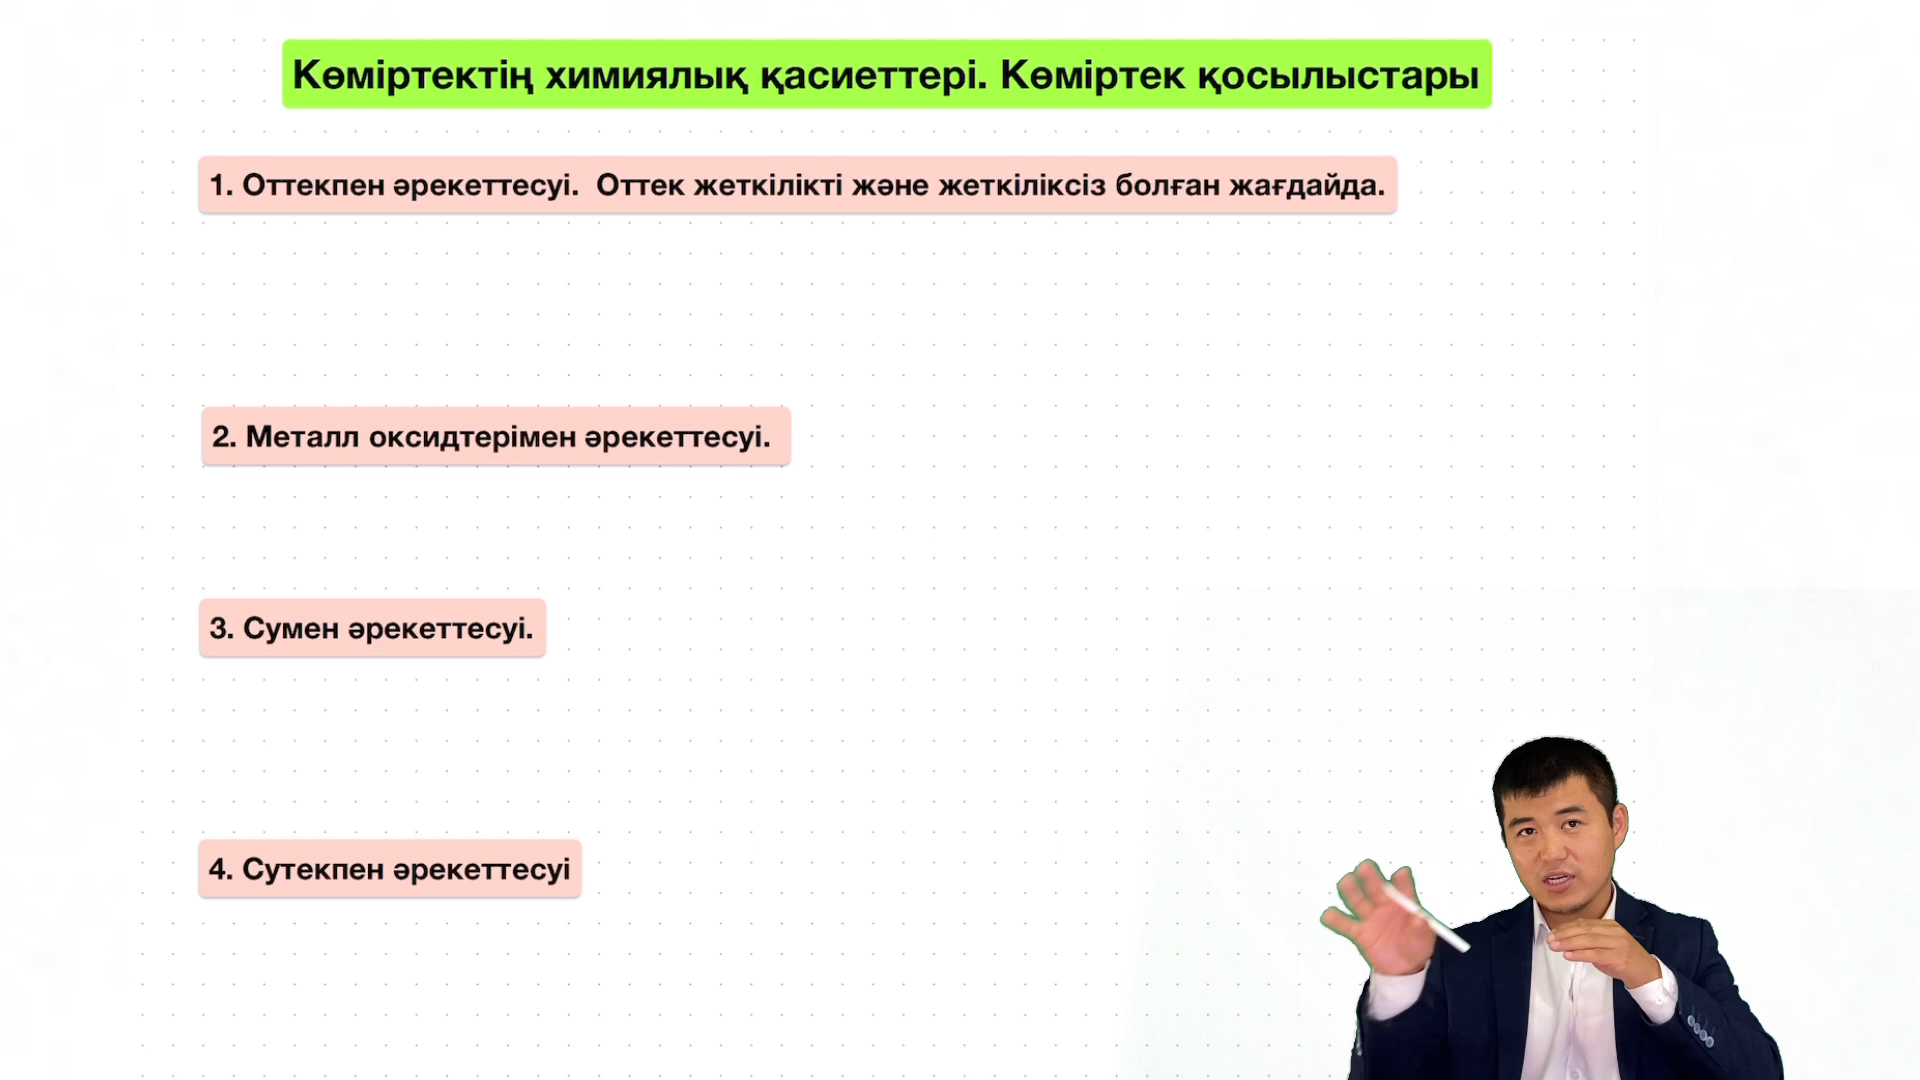 Көміртектің химиялық қасиеттері. Көміртек қосылыстары
1. Оттекпен әрекеттесуі. Оттек жеткілікті және жеткіліксіз болған жағдайда.
2. Металл оксидтерімен әрекеттесуі.
3. Сумен әрекеттесуі.
4. Сутекпен әрекеттесуі